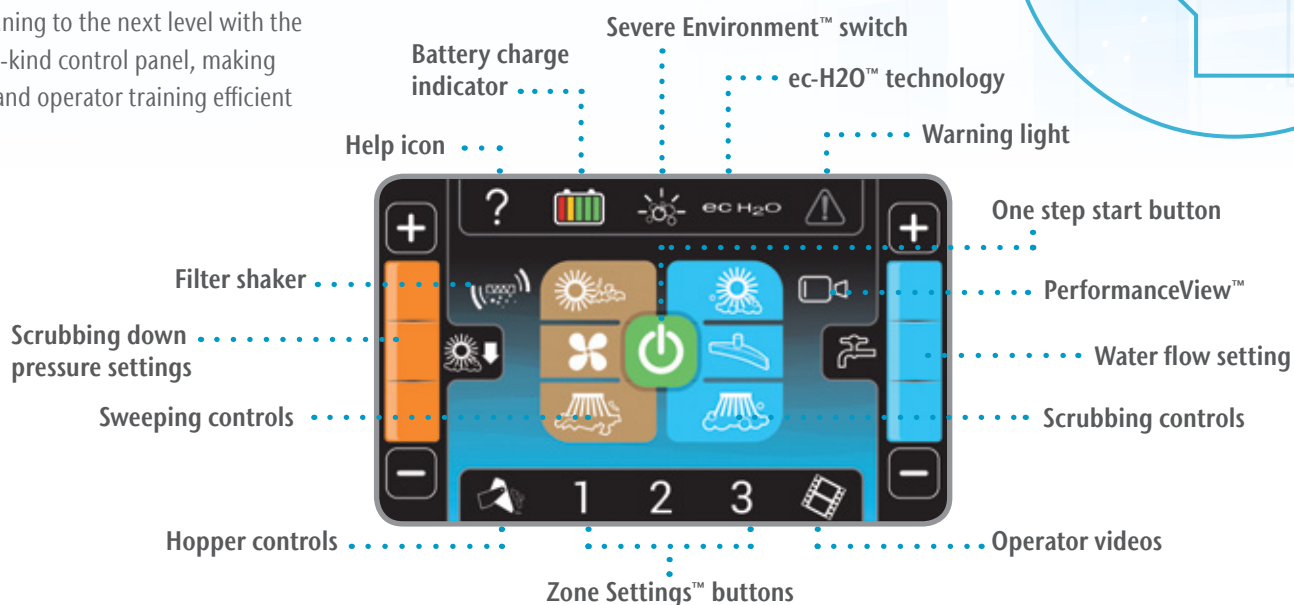 ning to the next level with the
-kind control panel, making
and operator training efficient
Severe Environment™ switch
Battery charge
indicator
ec-H2O™ technology
Help icon
Warning light
One step start button
? ec H₂O
+ +
Filter shaker
PerformanceView™
Scrubbing down
pressure settings
Water flow setting
Sweeping controls
Scrubbing controls
− −
1 2 3
Hopper controls
Operator videos
Zone Settings™ buttons